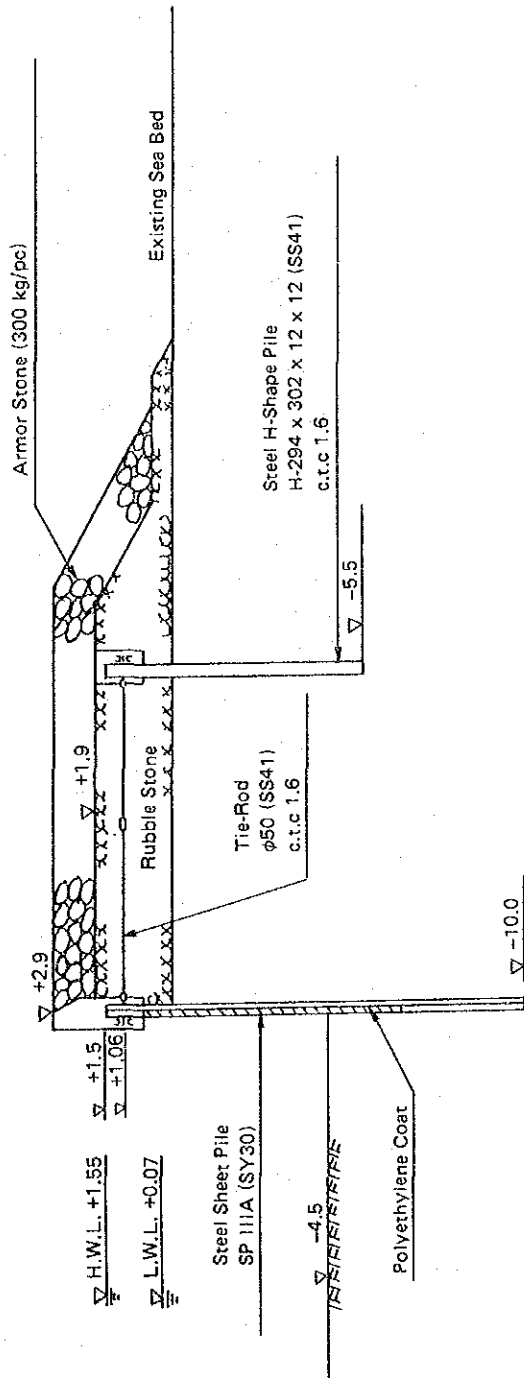 Armor Stone (300 kg/pc)
Existing Sea Bed
+2.9
+1.9
H.W.L. +1.55
+1.5
+1.06
L.W.L. +0.07
Rubble Stone
Steel Sheet Pile
SP IIIA (SY30)
Tie-Rod
φ50 (SS41)
c.t.c 1.6
Steel H-Shape Pile
H-294 x 302 x 12 x 12 (SS41)
c.t.c 1.6
-4.5
-5.5
Polyethylene Coat
-10.0